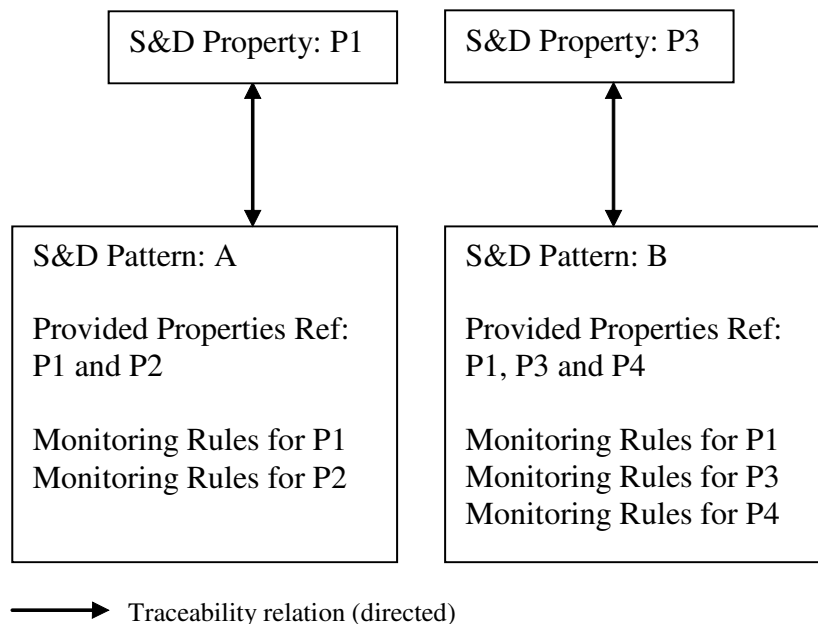 S&D Property: P1
S&D Property: P3
S&D Pattern: A
Provided Properties Ref:
P1 and P2
Monitoring Rules for P1
Monitoring Rules for P2
S&D Pattern: B
Provided Properties Ref:
P1, P3 and P4
Monitoring Rules for P1
Monitoring Rules for P3
Monitoring Rules for P4
Traceability relation (directed)